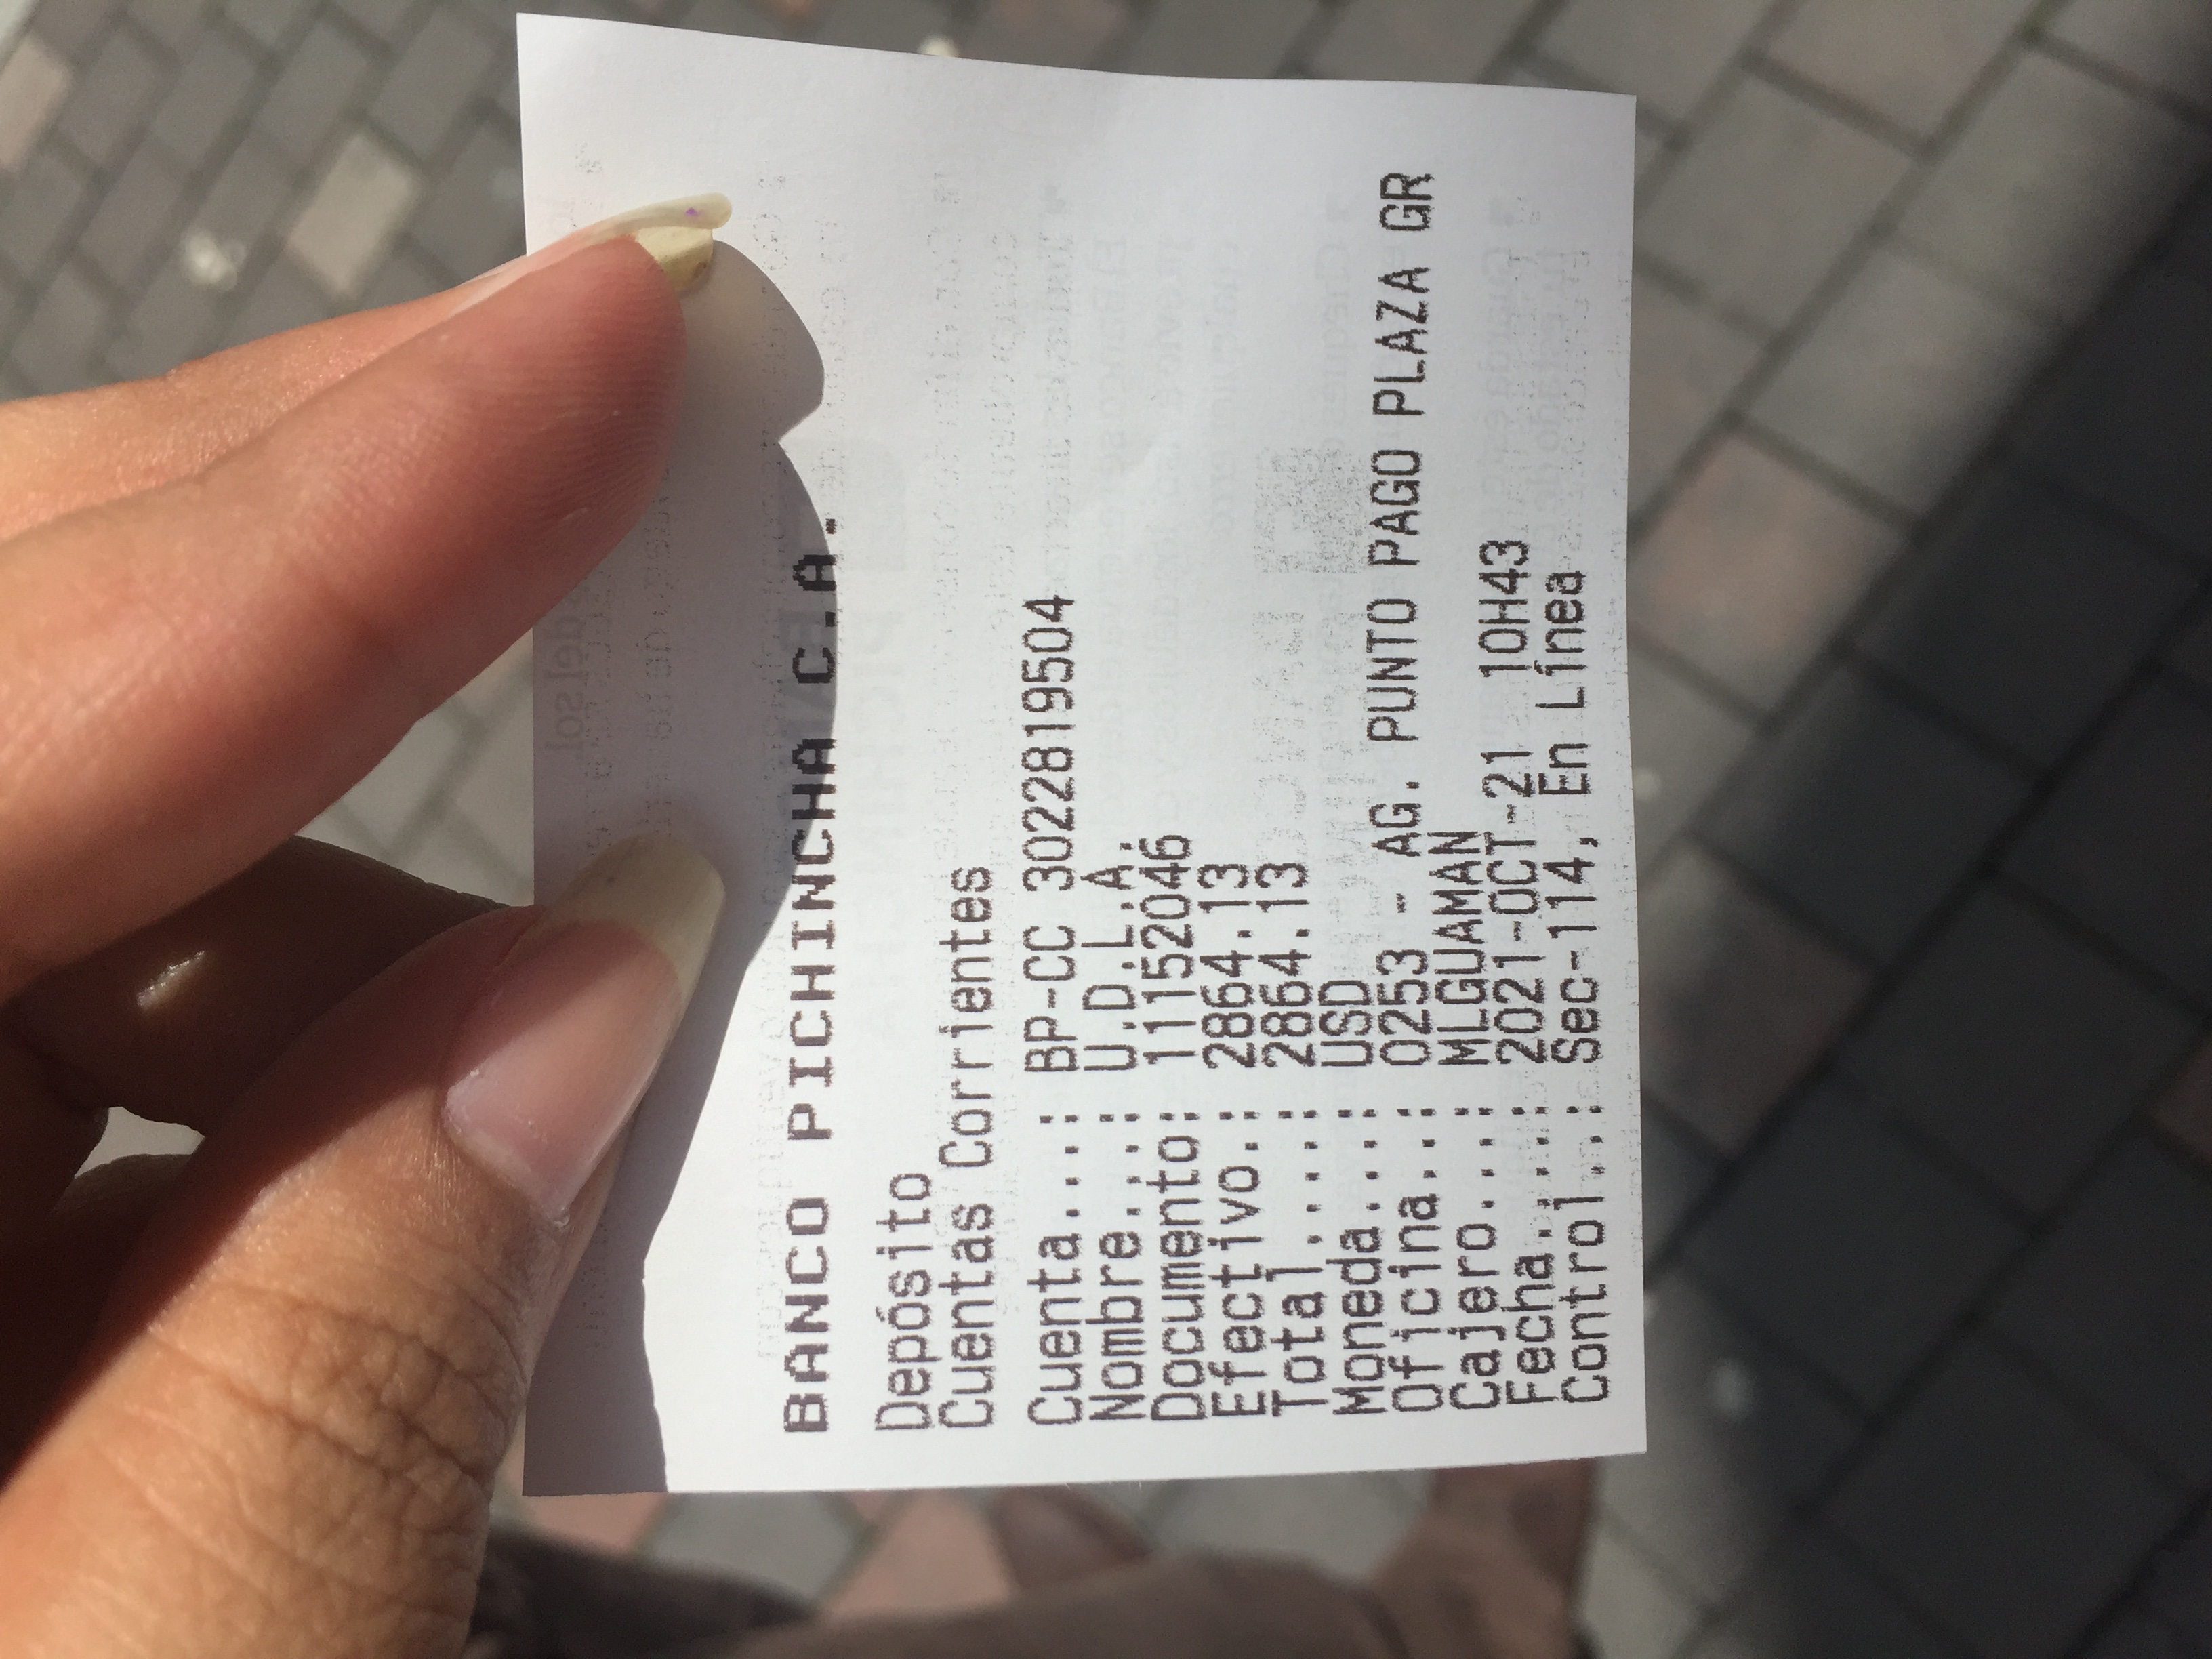 BANCO PICHINCHA C.A.
Depósito
Cuentas Corrientes
Cuenta....: BP-CC 3022819504
Nombre....: U.D.L.A.
Documento: 111152046
Efectivo.: 2864.13
Total.....: 2864.13
Moneda....: USD
Oficina..: 0253 - AG. PUNTO PAGO PLAZA GR
Cajero....: MLGUAMAN
Fecha.....: 2021-OCT-21 10H43
Control..: Sec-114, En Línea